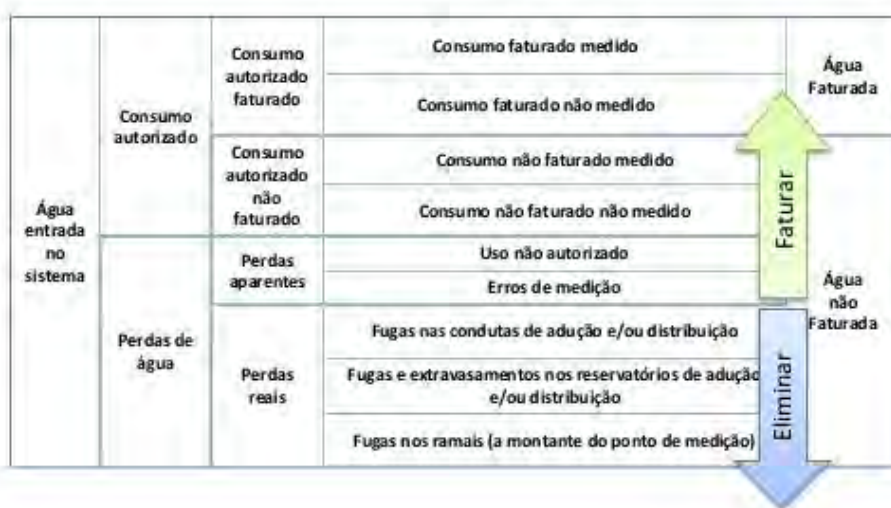 Água
entrada
no
sistema
Consumo
autorizado
Consumo
autorizado
faturado
Consumo faturado medido
Consumo faturado não medido
Água
Faturada
Consumo
autorizado
não
faturado
Consumo não faturado medido
Consumo não faturado não medido
Perdas de
água
Perdas
aparentes
Uso não autorizado
Erros de medição
Perdas
reais
Fugas nas condutas de adução e/ou distribuição
Fugas e extravasamentos nos reservatórios de adução
e/ou distribuição
Fugas nos ramais (a montante do ponto de medição)
Água
não
Faturada
Faturar
Eliminar